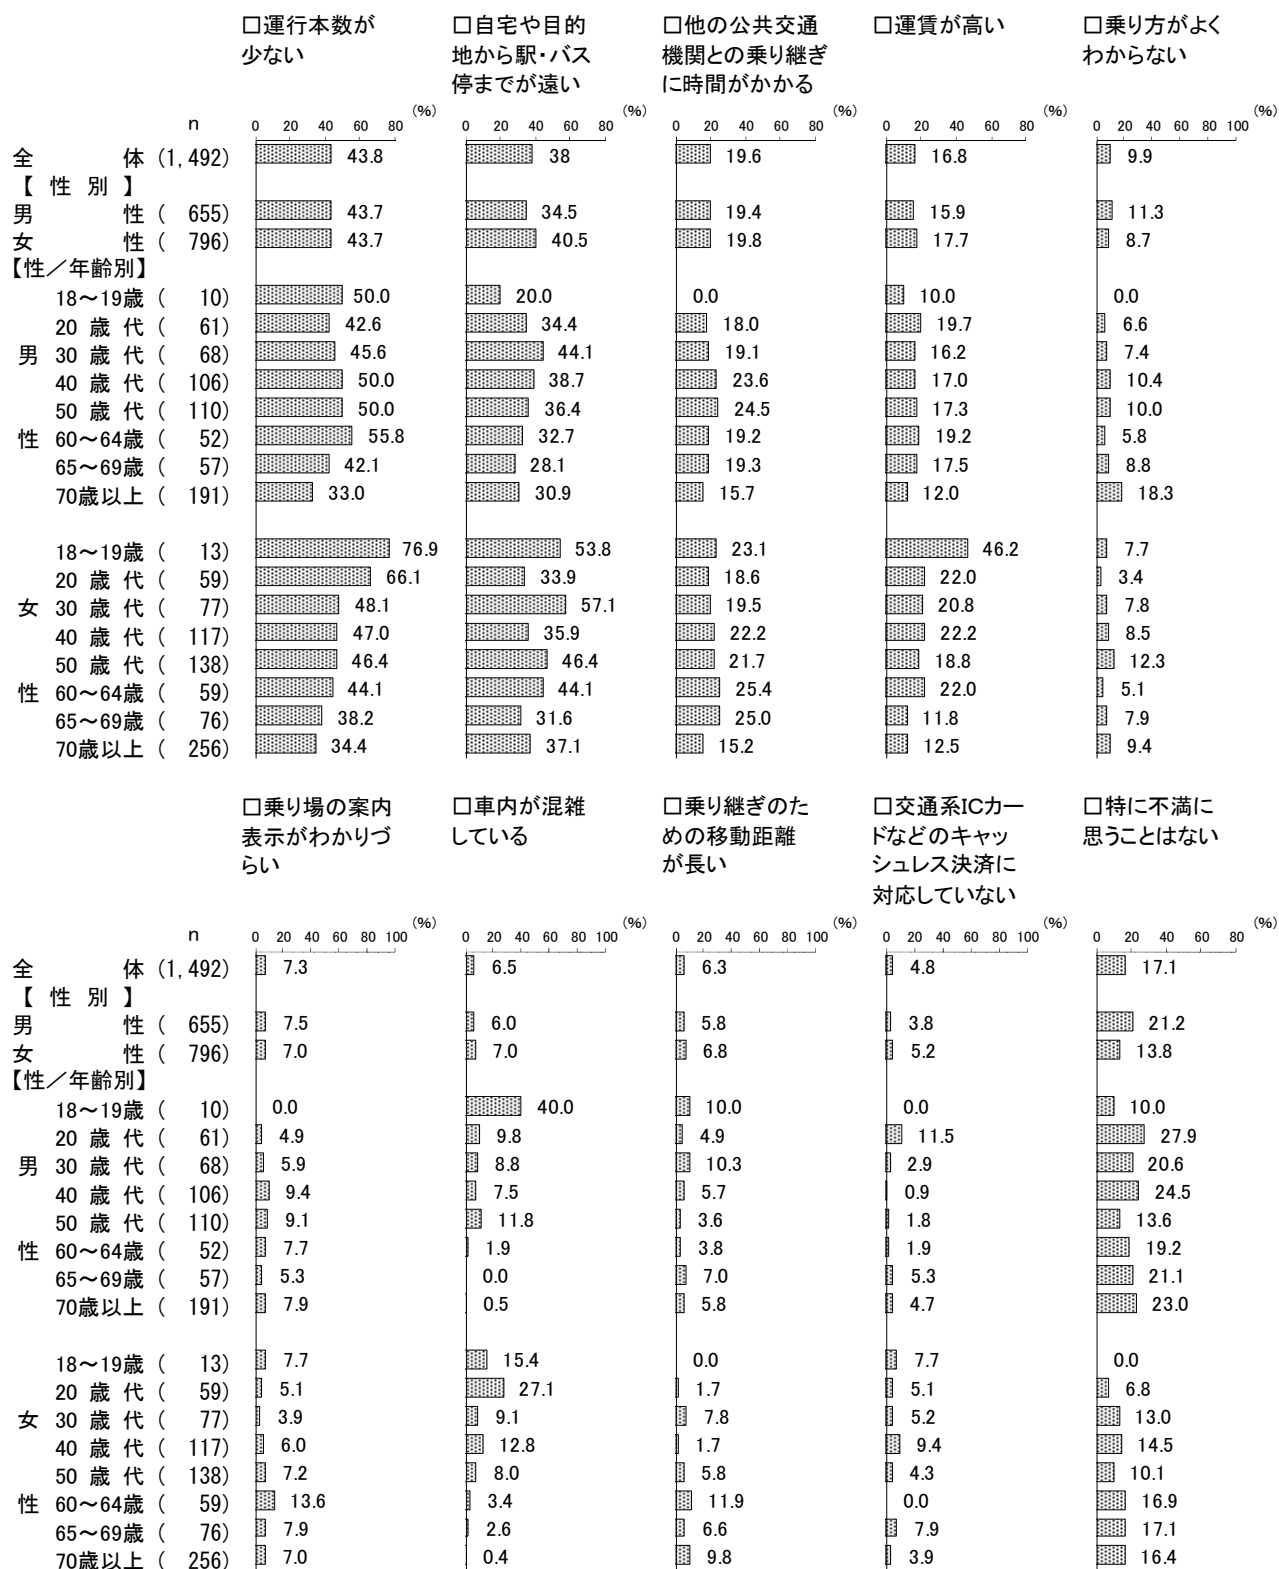 □運行本数が □自宅や目的 □他の公共交通 □運賃が高い □乗り方がよく
少ない 地から駅・バス 機関との乗り継ぎ わからない
停までが遠い に時間がかかる
(%) (%) (%) (%) (%)
n 0 20 40 60 80 0 20 40 60 80 0 20 40 60 80 0 20 40 60 80 0 20 40 60 80 100
全 体 (1,492) 43.8 38 19.6 16.8 9.9
【 性 別 】
男 性 ( 655) 43.7 34.5 19.4 15.9 11.3
女 性 ( 796) 43.7 40.5 19.8 17.7 8.7
【性／年齢別】
18～19歳 ( 10) 50.0 20.0 0.0 10.0 0.0
20 歳 代 ( 61) 42.6 34.4 18.0 19.7 6.6
男 30 歳 代 ( 68) 45.6 44.1 19.1 16.2 7.4
40 歳 代 ( 106) 50.0 38.7 23.6 17.0 10.4
50 歳 代 ( 110) 50.0 36.4 24.5 17.3 10.0
性 60～64歳 ( 52) 55.8 32.7 19.2 19.2 5.8
65～69歳 ( 57) 42.1 28.1 19.3 17.5 8.8
70歳以上 ( 191) 33.0 30.9 15.7 12.0 18.3
18～19歳 ( 13) 76.9 53.8 23.1 46.2 7.7
20 歳 代 ( 59) 66.1 33.9 18.6 22.0 3.4
女 30 歳 代 ( 77) 48.1 57.1 19.5 20.8 7.8
40 歳 代 ( 117) 47.0 35.9 22.2 22.2 8.5
50 歳 代 ( 138) 46.4 46.4 21.7 18.8 12.3
性 60～64歳 ( 59) 44.1 44.1 25.4 22.0 5.1
65～69歳 ( 76) 38.2 31.6 25.0 11.8 7.9
70歳以上 ( 256) 34.4 37.1 15.2 12.5 9.4
□乗り場の案内 □車内が混雑 □乗り継ぎのた □交通系ICカー □特に不満に
表示がわかりづ している めの移動距離 ドなどのキャッ 思うことはない
らい が長い シュレス決済に
対応していない
(%) (%) (%) (%) (%)
n 0 20 40 60 80 100 0 20 40 60 80 100 0 20 40 60 80 100 0 20 40 60 80 100 0 20 40 60 80
全 体 (1,492) 7.3 6.5 6.3 4.8 17.1
【 性 別 】
男 性 ( 655) 7.5 6.0 5.8 3.8 21.2
女 性 ( 796) 7.0 7.0 6.8 5.2 13.8
【性／年齢別】
18～19歳 ( 10) 0.0 40.0 10.0 0.0 10.0
20 歳 代 ( 61) 4.9 9.8 4.9 11.5 27.9
男 30 歳 代 ( 68) 5.9 8.8 10.3 2.9 20.6
40 歳 代 ( 106) 9.4 7.5 5.7 0.9 24.5
50 歳 代 ( 110) 9.1 11.8 3.6 1.8 13.6
性 60～64歳 ( 52) 7.7 1.9 3.8 1.9 19.2
65～69歳 ( 57) 5.3 0.0 7.0 5.3 21.1
70歳以上 ( 191) 7.9 0.5 5.8 4.7 23.0
18～19歳 ( 13) 7.7 15.4 0.0 7.7 0.0
20 歳 代 ( 59) 5.1 27.1 1.7 5.1 6.8
女 30 歳 代 ( 77) 3.9 9.1 7.8 5.2 13.0
40 歳 代 ( 117) 6.0 12.8 1.7 9.4 14.5
50 歳 代 ( 138) 7.2 8.0 5.8 4.3 10.1
性 60～64歳 ( 59) 13.6 3.4 11.9 0.0 16.9
65～69歳 ( 76) 7.9 2.6 6.6 7.9 17.1
70歳以上 ( 256) 7.0 0.4 9.8 3.9 16.4